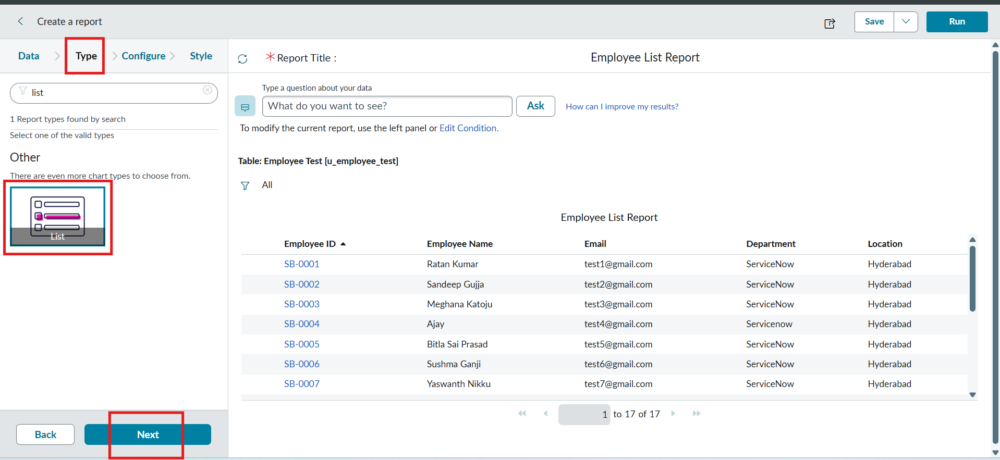 Create a report
Save
Run
Data
Type
Configure
Style
list
1 Report types found by search
Select one of the valid types
Other
There are even more chart types to choose from.
List
Back
Next
* Report Title :
Employee List Report
Type a question about your data
What do you want to see?
Ask
How can I improve my results?
To modify the current report, use the left panel or Edit Condition.
Table: Employee Test [u_employee_test]
All
Employee List Report
Employee ID Employee Name Email Department Location
SB-0001 Ratan Kumar test1@gmail.com ServiceNow Hyderabad
SB-0002 Sandeep Gujja test2@gmail.com ServiceNow Hyderabad
SB-0003 Meghana Katoju test3@gmail.com ServiceNow Hyderabad
SB-0004 Ajay test4@gmail.com Servicenow Hyderabad
SB-0005 Bitla Sai Prasad test5@gmail.com ServiceNow Hyderabad
SB-0006 Sushma Ganji test6@gmail.com ServiceNow Hyderabad
SB-0007 Yaswanth Nikku test7@gmail.com ServiceNow Hyderabad
1 to 17 of 17